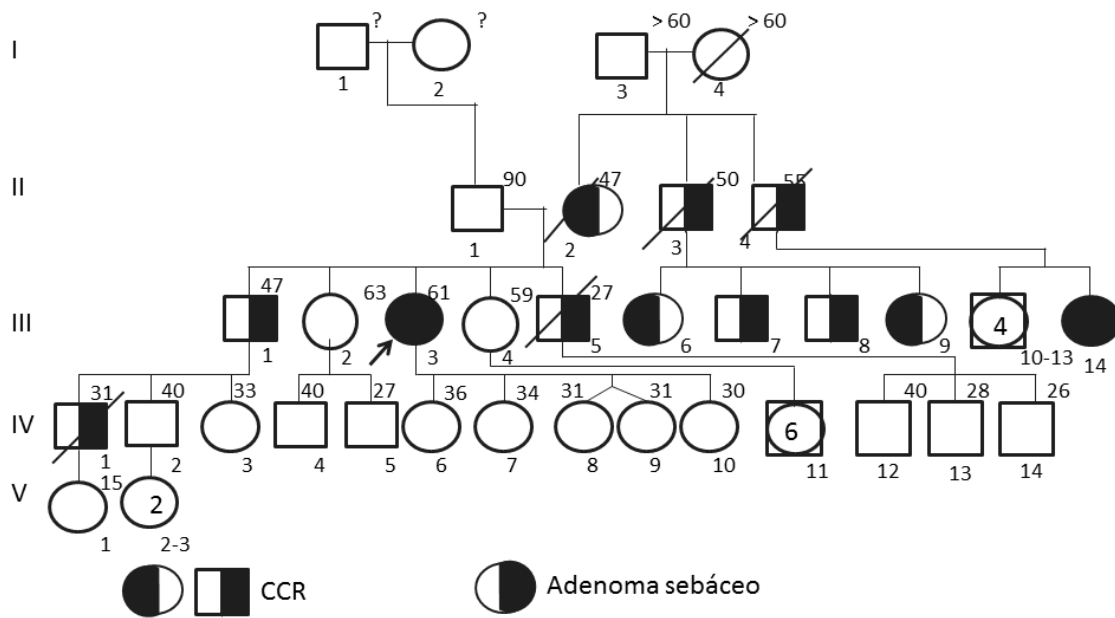 ? ? > 60 > 60
I
1 2 3 4
90 47 50 55
II
1 2 3 4
47 63 61 59 27
III
4
1 2 3 4 5 6 7 8 9 10-13 14
31 40 33 40 27 36 34 31 31 30 40 28 26
IV
6
1 2 3 4 5 6 7 8 9 10 11 12 13 14
15
V
2
1 2-3
CCR Adenoma sebáceo